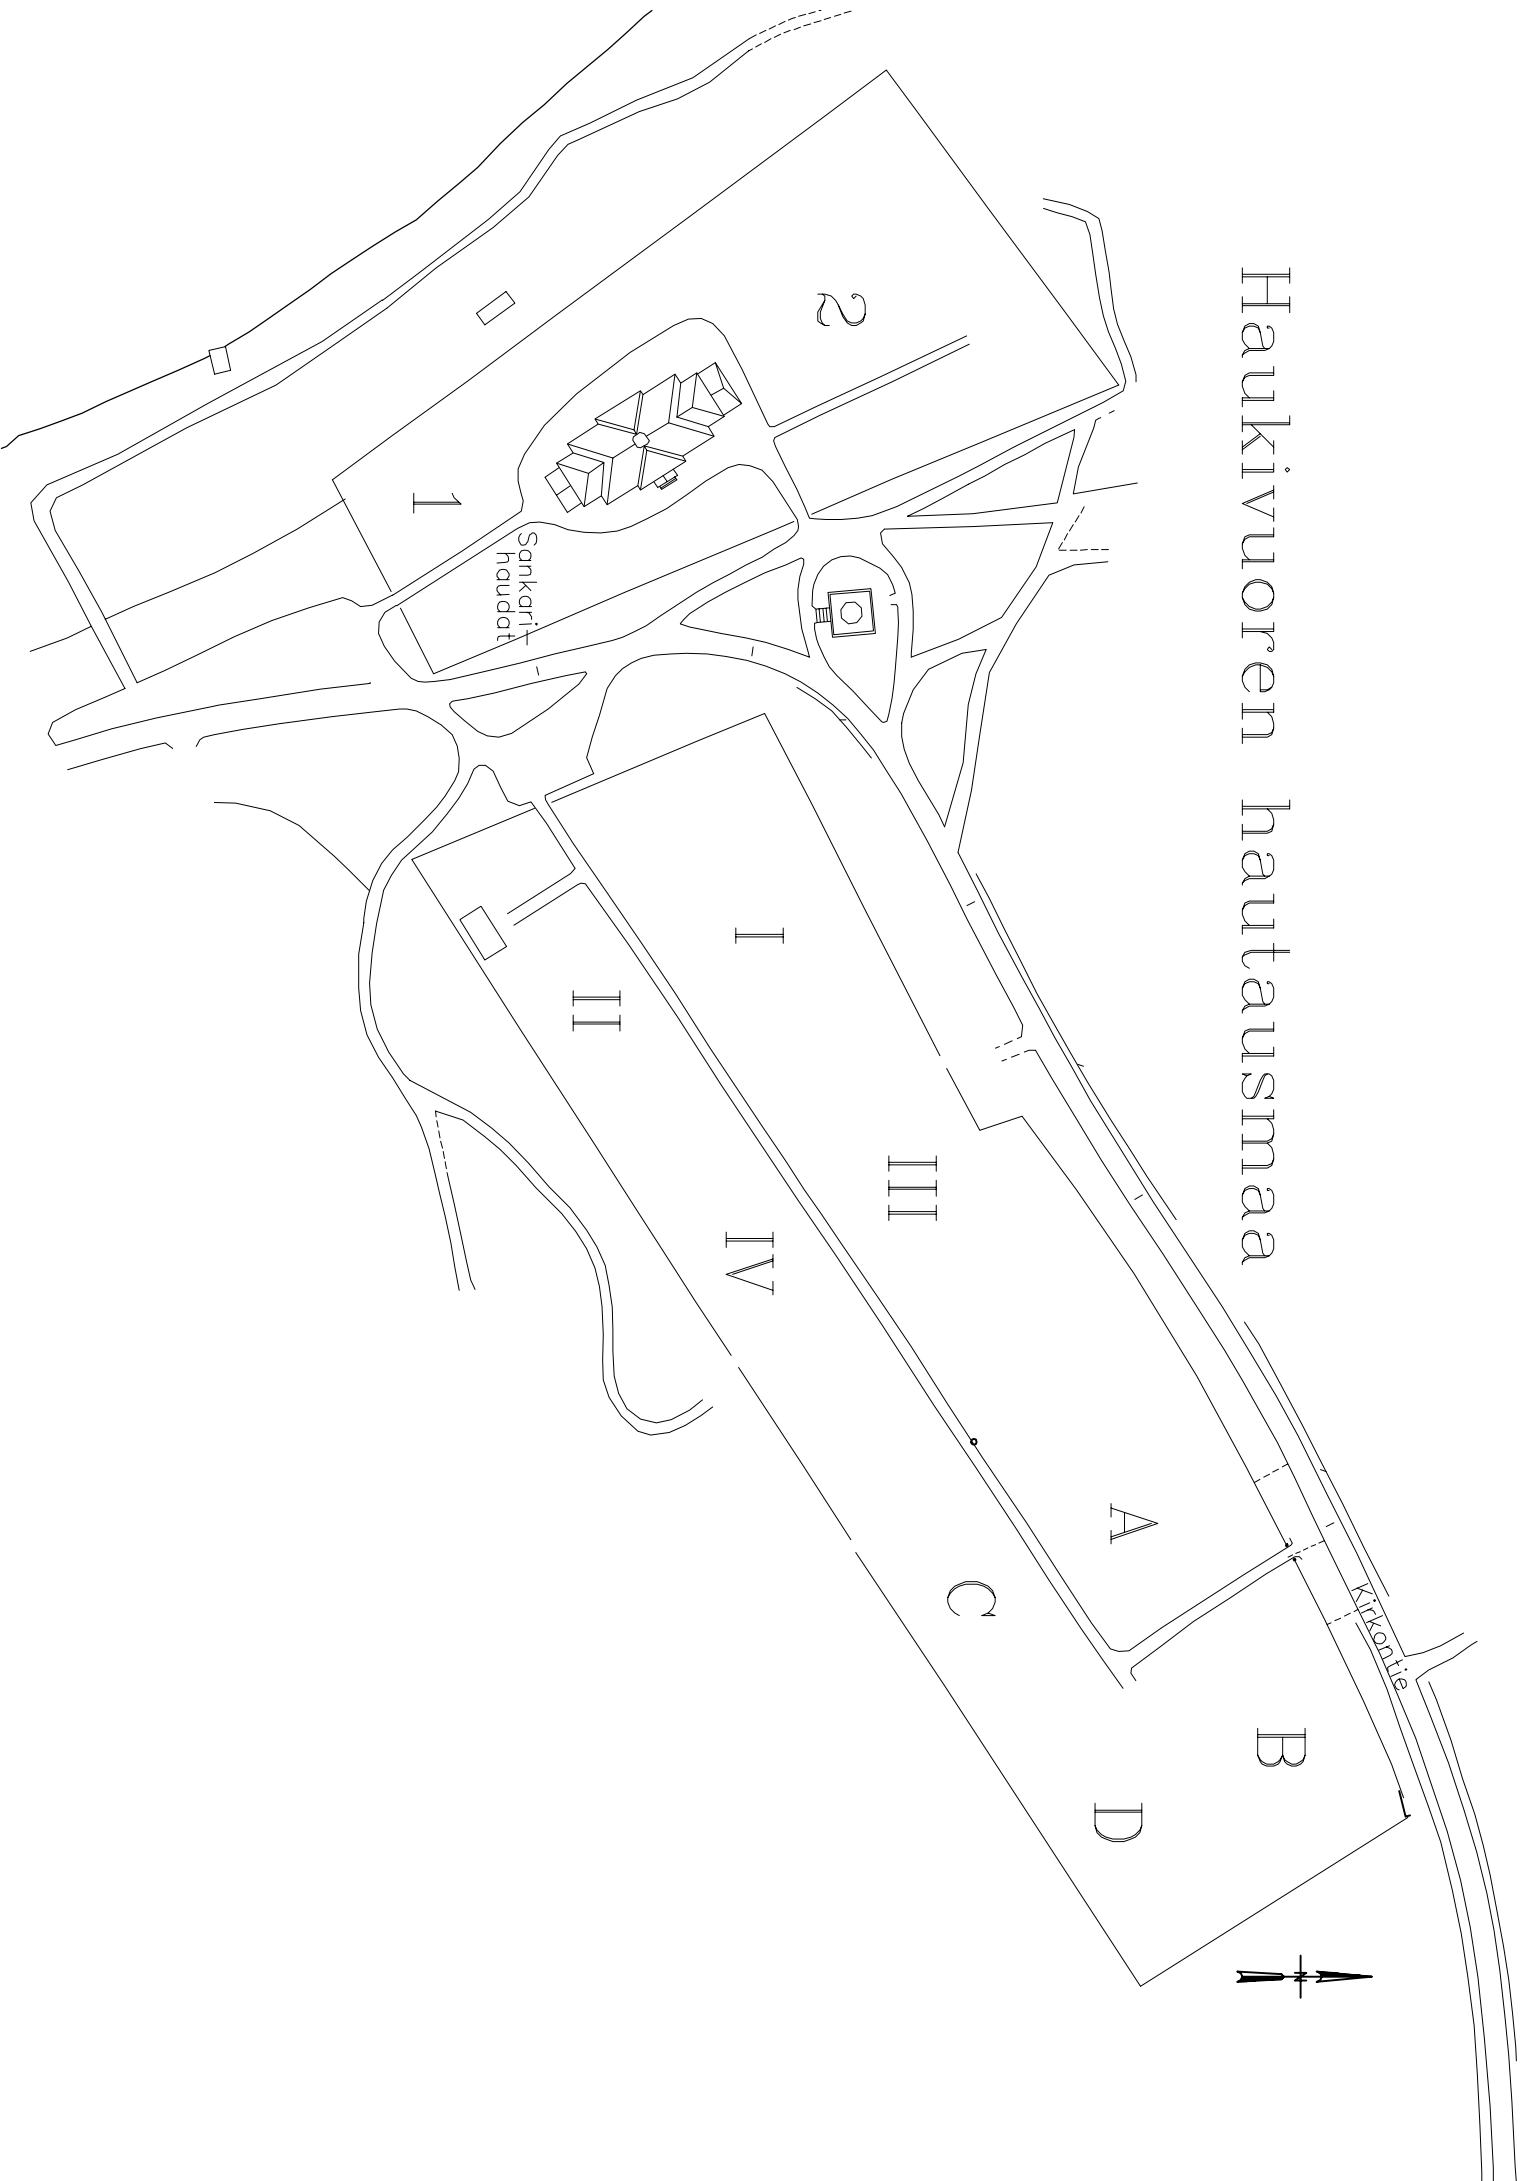 Haukivuoren hautausmaa
2
1
Sankari-
haudat
I
II
III
IV
A
C
B
D
Kirkontie
N